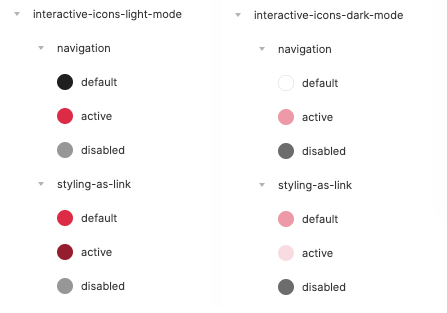 interactive-icons-light-mode
navigation
default
active
disabled
styling-as-link
default
active
disabled
interactive-icons-dark-mode
navigation
default
active
disabled
styling-as-link
default
active
disabled